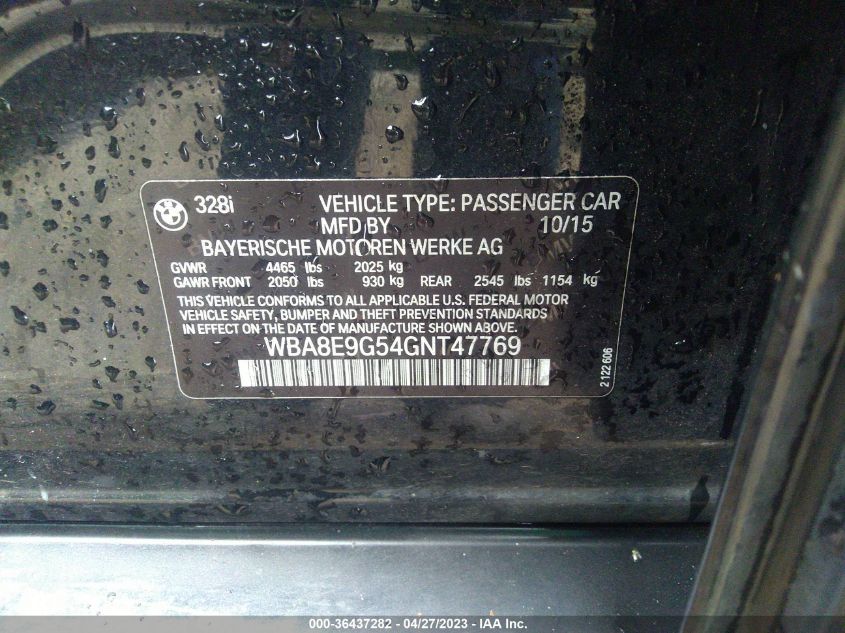 328i VEHICLE TYPE: PASSENGER CAR
MFD BY 10/15
BAYERISCHE MOTOREN WERKE AG
GVWR 4465 lbs 2025 kg
GAWR FRONT 2050 lbs 930 kg REAR 2545 lbs 1154 kg
THIS VEHICLE CONFORMS TO ALL APPLICABLE U.S. FEDERAL MOTOR
VEHICLE SAFETY, BUMPER AND THEFT PREVENTION STANDARDS
IN EFFECT ON THE DATE OF MANUFACTURE SHOWN ABOVE.
WBA8E9G54GNT47769
2 122 606
000-36437282 - 04/27/2023 - IAA Inc.